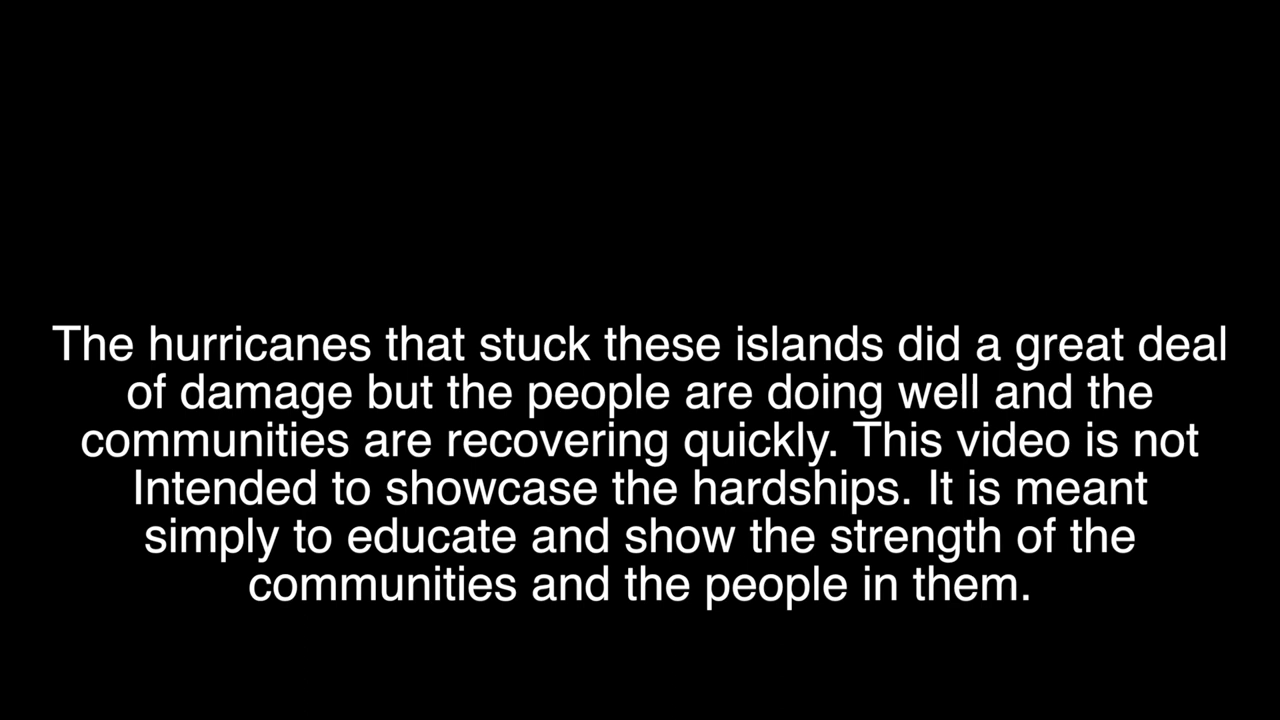 The hurricanes that stuck these islands did a great deal
of damage but the people are doing well and the
communities are recovering quickly. This video is not
Intended to showcase the hardships. It is meant
simply to educate and show the strength of the
communities and the people in them.